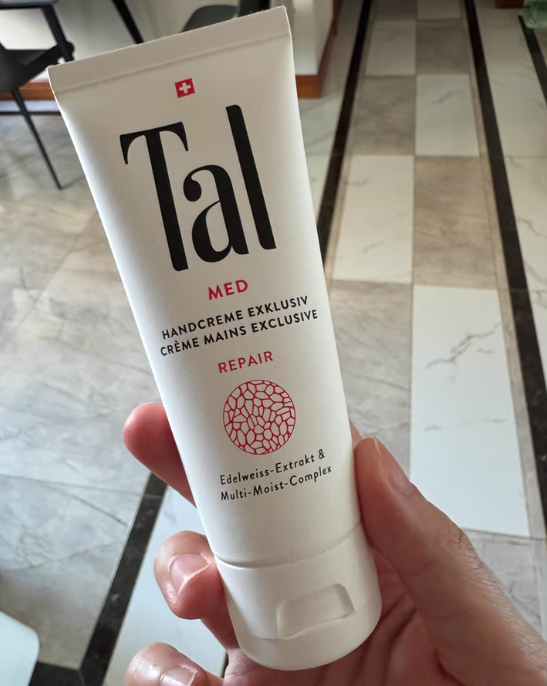 Tal
MED
HANDCREME EXKLUSIV
CRÈME MAINS EXCLUSIVE
REPAIR
Edelweiss-Extrakt &
Multi-Moist-Complex